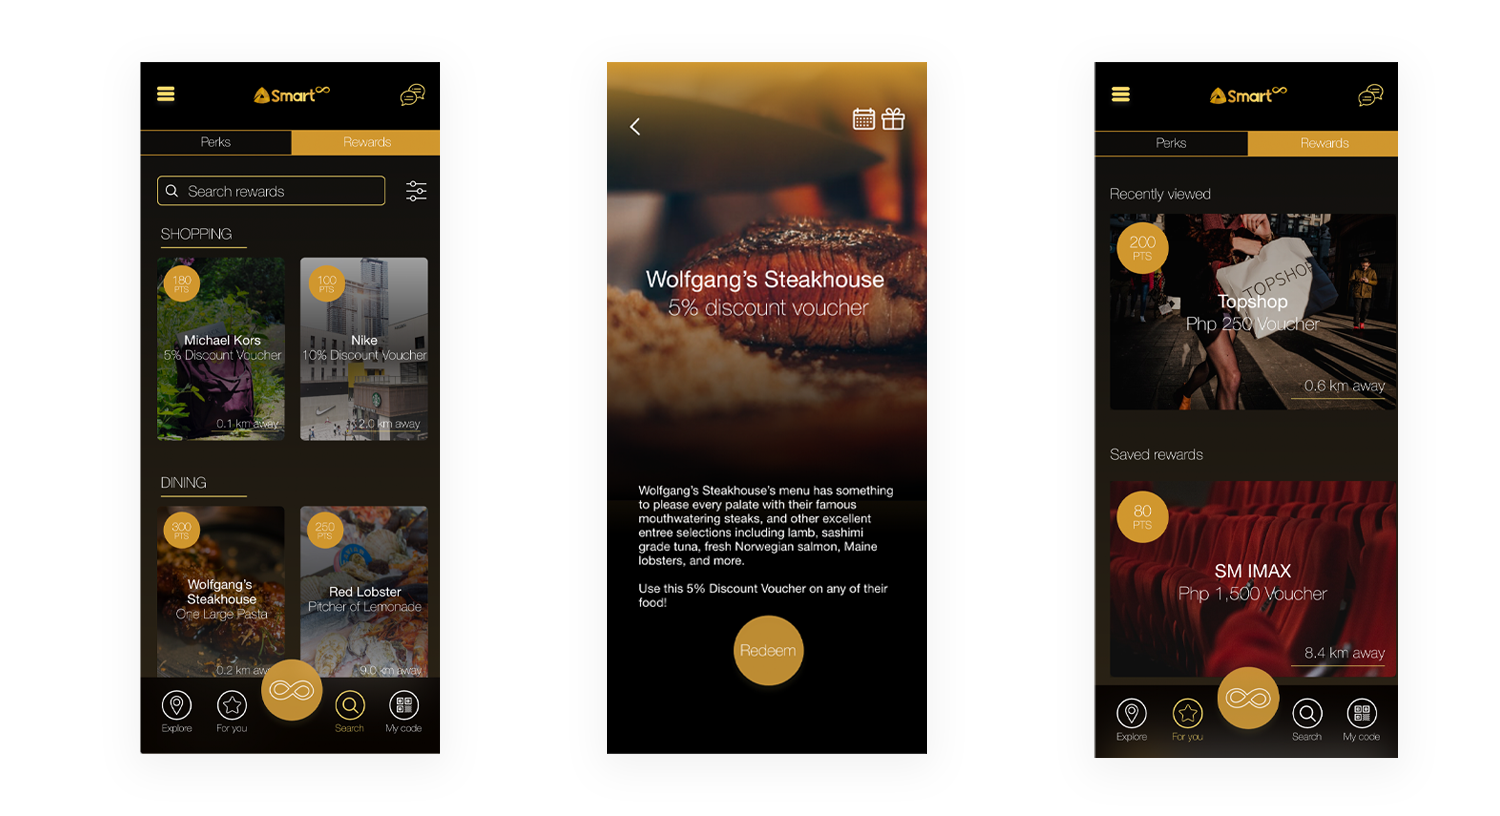 Smart
Perks
Rewards
Search rewards
SHOPPING
180
PTS
Michael Kors
5% Discount Voucher
0.1 km away
100
PTS
Nike
10% Discount Voucher
2.0 km away
DINING
300
PTS
Wolfgang's
Steakhouse
One Large Pasta
0.2 km away
250
PTS
Red Lobster
Pitcher of Lemonade
9.0 km away
Explore
For you
Search
My code
Wolfgang's Steakhouse
5% discount voucher
Wolfgang's Steakhouse's menu has something
to please every palate with their famous
mouthwatering steaks, and other excellent
entree selections including lamb, sashimi
grade tuna, fresh Norwegian salmon, Maine
lobsters, and more.
Use this 5% Discount Voucher on any of their
food!
Redeem
Smart
Perks
Rewards
Recently viewed
200
PTS
TOPSHOP
Topshop
Php 250 Voucher
0.6 km away
Saved rewards
80
PTS
SM IMAX
Php 1,500 Voucher
8.4 km away
Explore
For you
Search
My code